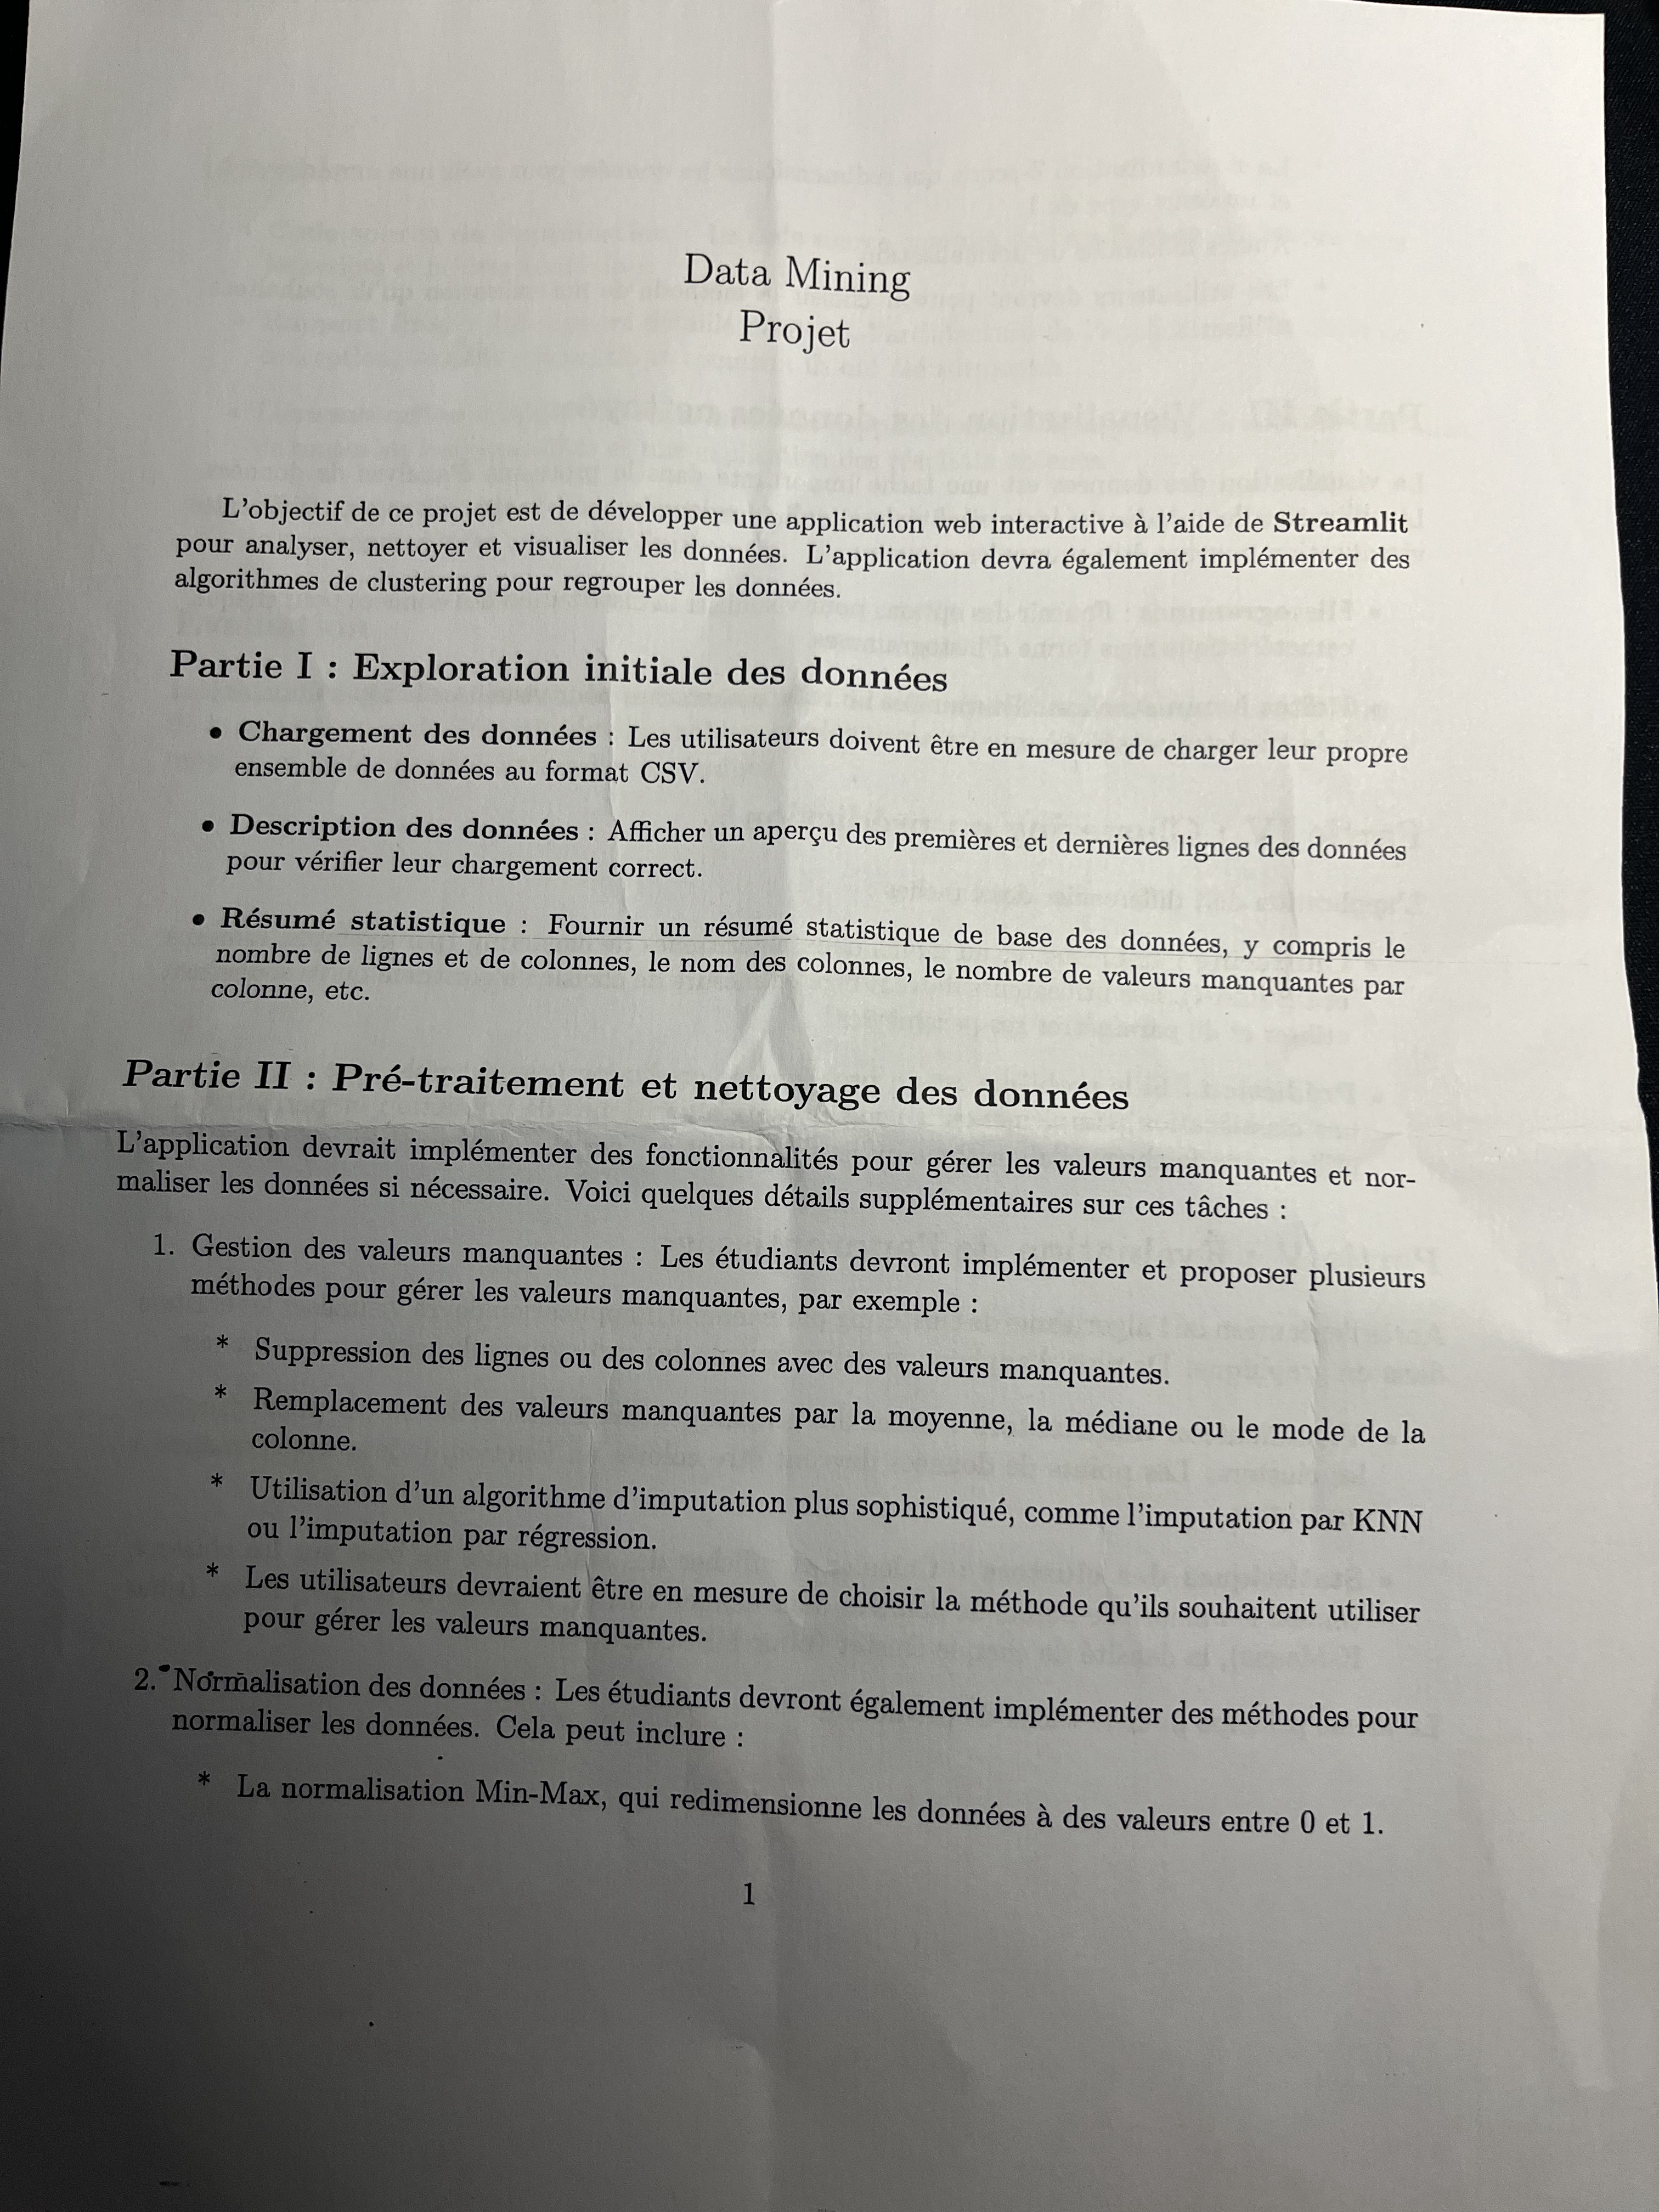 Data Mining
Projet
L'objectif de ce projet est de développer une application web interactive à l'aide de Streamlit
pour analyser, nettoyer et visualiser les données. L'application devra également implémenter des
algorithmes de clustering pour regrouper les données.
Partie I : Exploration initiale des données
• Chargement des données : Les utilisateurs doivent être en mesure de charger leur propre
ensemble de données au format CSV.
• Description des données : Afficher un aperçu des premières et dernières lignes des données
pour vérifier leur chargement correct.
• Résumé statistique : Fournir un résumé statistique de base des données, y compris le
nombre de lignes et de colonnes, le nom des colonnes, le nombre de valeurs manquantes par
colonne, etc.
Partie II : Pré-traitement et nettoyage des données
L'application devrait implémenter des fonctionnalités pour gérer les valeurs manquantes et nor-
maliser les données si nécessaire. Voici quelques détails supplémentaires sur ces tâches :
1. Gestion des valeurs manquantes : Les étudiants devront implémenter et proposer plusieurs
méthodes pour gérer les valeurs manquantes, par exemple :
* Suppression des lignes ou des colonnes avec des valeurs manquantes.
* Remplacement des valeurs manquantes par la moyenne, la médiane ou le mode de la
colonne.
* Utilisation d'un algorithme d'imputation plus sophistiqué, comme l'imputation par KNN
ou l'imputation par régression.
* Les utilisateurs devraient être en mesure de choisir la méthode qu'ils souhaitent utiliser
pour gérer les valeurs manquantes.
2. Normalisation des données : Les étudiants devront également implémenter des méthodes pour
normaliser les données. Cela peut inclure :
* La normalisation Min-Max, qui redimensionne les données à des valeurs entre 0 et 1.
1